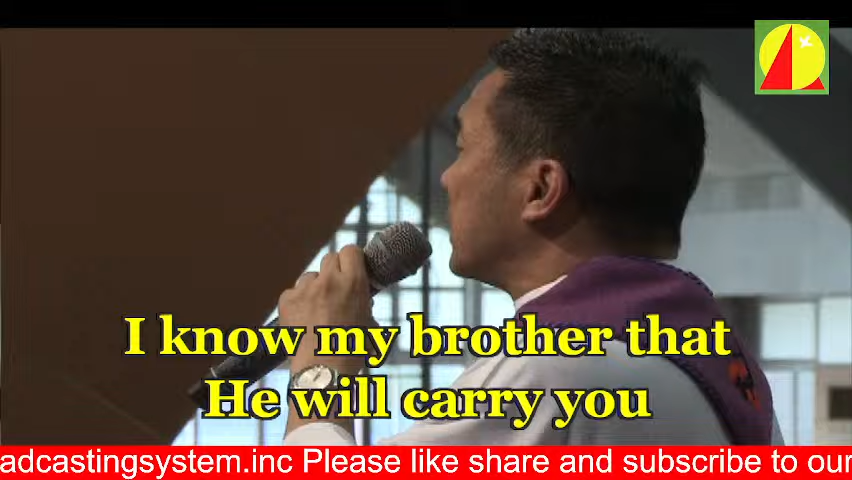 I know my brother that
He will carry you
adcastingsystem.inc Please like share and subscribe to our